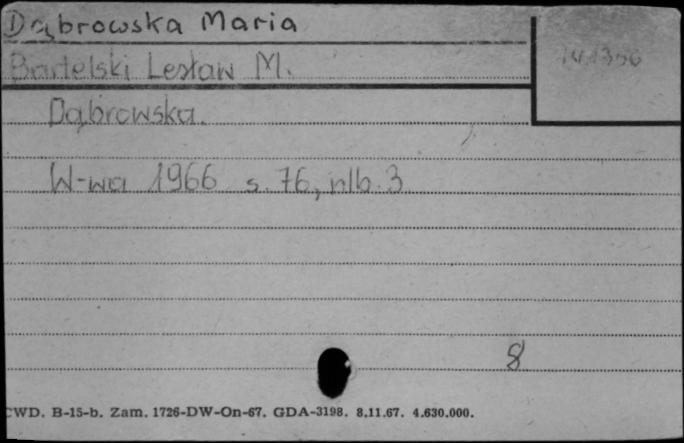 Dąbrowska Maria
Bartelski Lesław M.
Dąbrowska.
W-wa 1966 s. 76, nlb. 3
8
CWD. B-15-b. Zam. 1726-DW-On-67. GDA-3198. 8.11.67. 4.630.000.